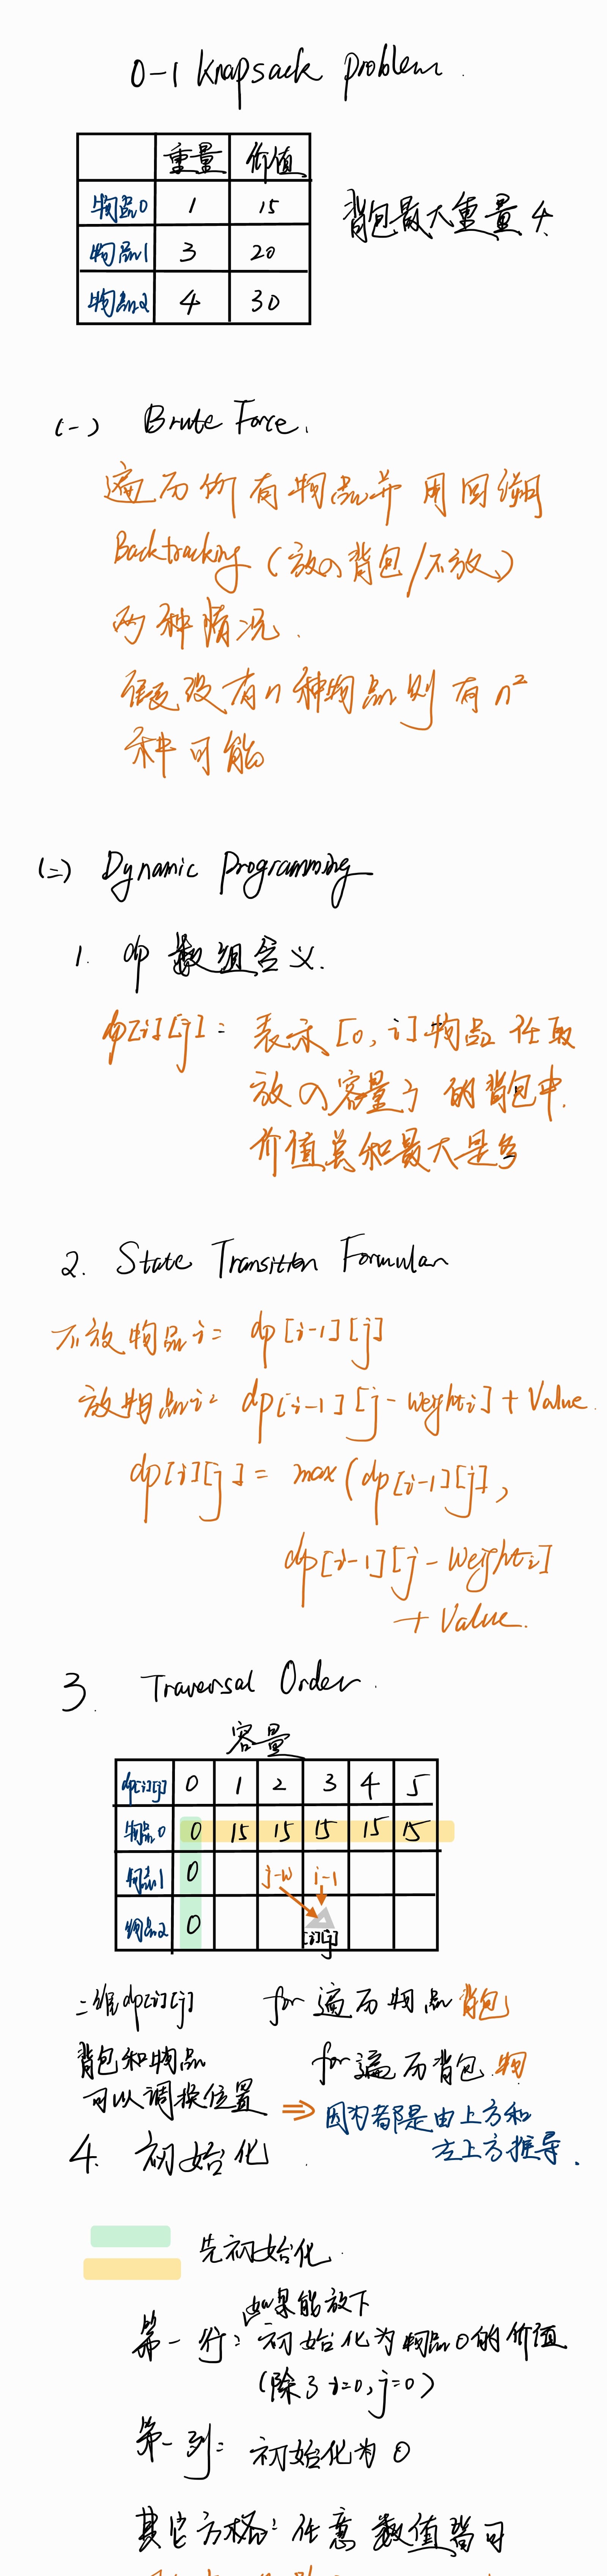 0-1 Knapsack problem.
重量 价值
物品0 1 15
物品1 3 20
物品2 4 30
背包最大重量 4
(一) Brute Force.
遍历所有物品并用回溯
Backtracking (放入背包/不放)
两种情况.
假设没有n种物品则有 n²
种可能
(二) Dynamic Programming
1. dp 数组含义.
dp[i][j]: 表示[0, i]物品任取
放入容量j 的背包中.
价值总和最大是多
2. State Transition Formular
不放物品i: dp[i-1][j]
放物品i: dp[i-1][j-Weighti] + Value.
dp[i][j] = max(dp[i-1][j],
dp[i-1][j-Weighti]
+ Value.
3. Traversal Order.
容量
dp[i][j] 0 1 2 3 4 5
物品0 0 15 15 15 15 15
物品1 0 j-w i-1
物品2 0 [i][j]
二维dp[i][j] for 遍历物品 背包
背包和物品 for 遍历背包. 物
可以调换位置 ⇒ 因为都是由上方和
左上方推导.
4. 初始化.
先初始化.
如果能放下
第一行: 初始化为物品0的价值
(除了i=0, j=0)
第一列: 初始化为 0
其它方格: 任意数值皆可